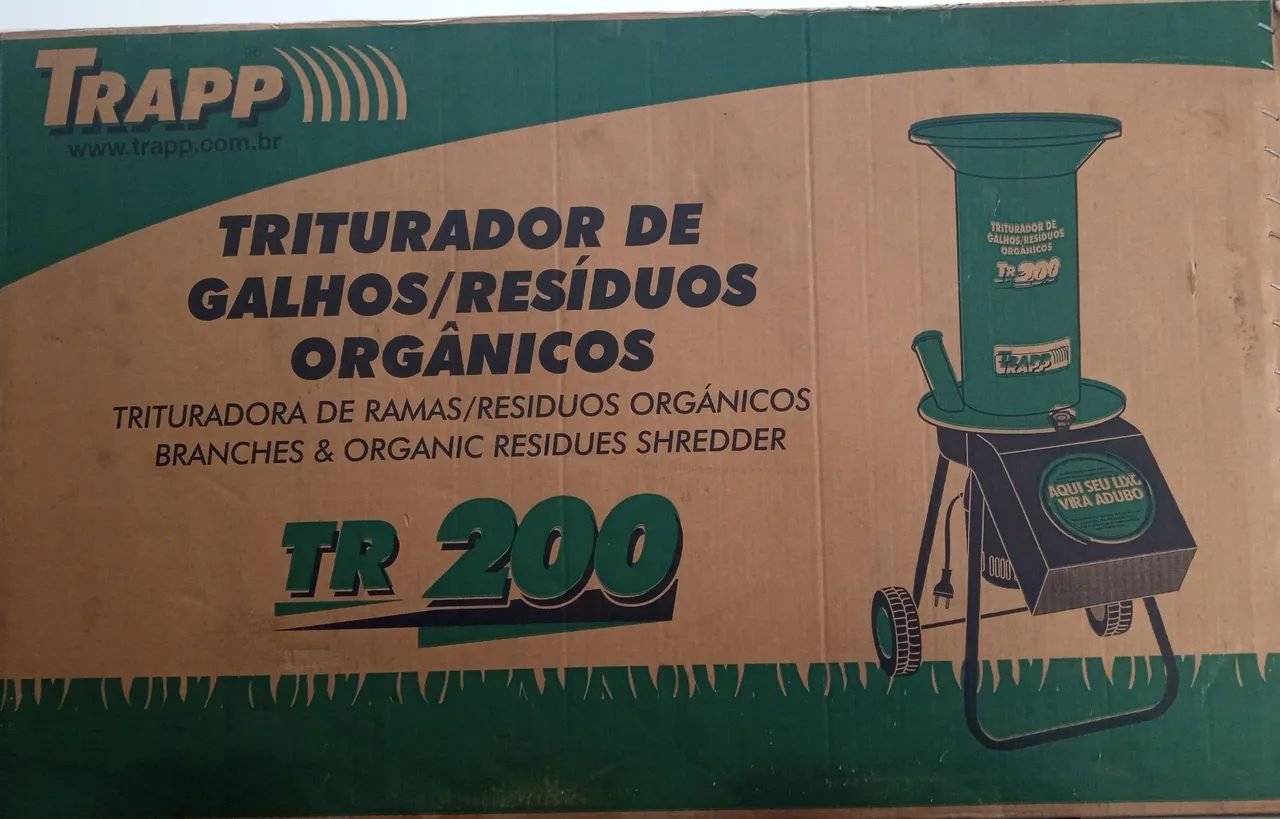 TRAPP
www.trapp.com.br
TRITURADOR DE
GALHOS/RESÍDUOS
ORGÂNICOS
TRITURADORA DE RAMAS/RESIDUOS ORGÁNICOS
BRANCHES & ORGANIC RESIDUES SHREDDER
TR 200
TRITURADOR DE
GALHOS/RESÍDUOS
ORGÂNICOS
TR 200
TRAPP
AQUI SEU LIXO
VIRA ADUBO